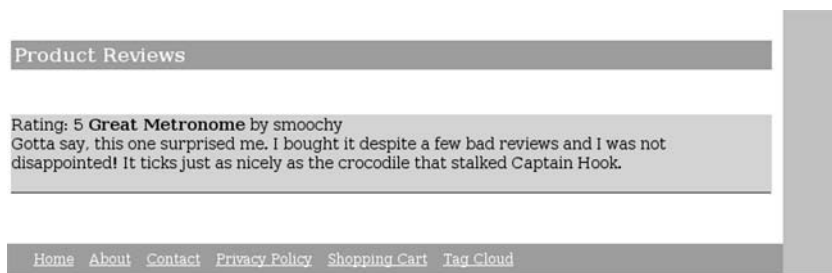 Product Reviews
Rating: 5 Great Metronome by smoochy
Gotta say, this one surprised me. I bought it despite a few bad reviews and I was not
disappointed! It ticks just as nicely as the crocodile that stalked Captain Hook.
Home About Contact Privacy Policy Shopping Cart Tag Cloud